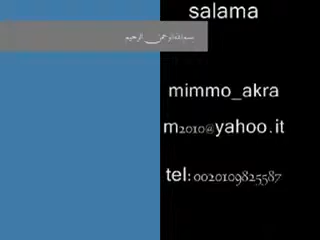 salama
بسم الله الرحمن الرحيم
mimmo_akra
m2010@yahoo.it
tel: 0020109825587